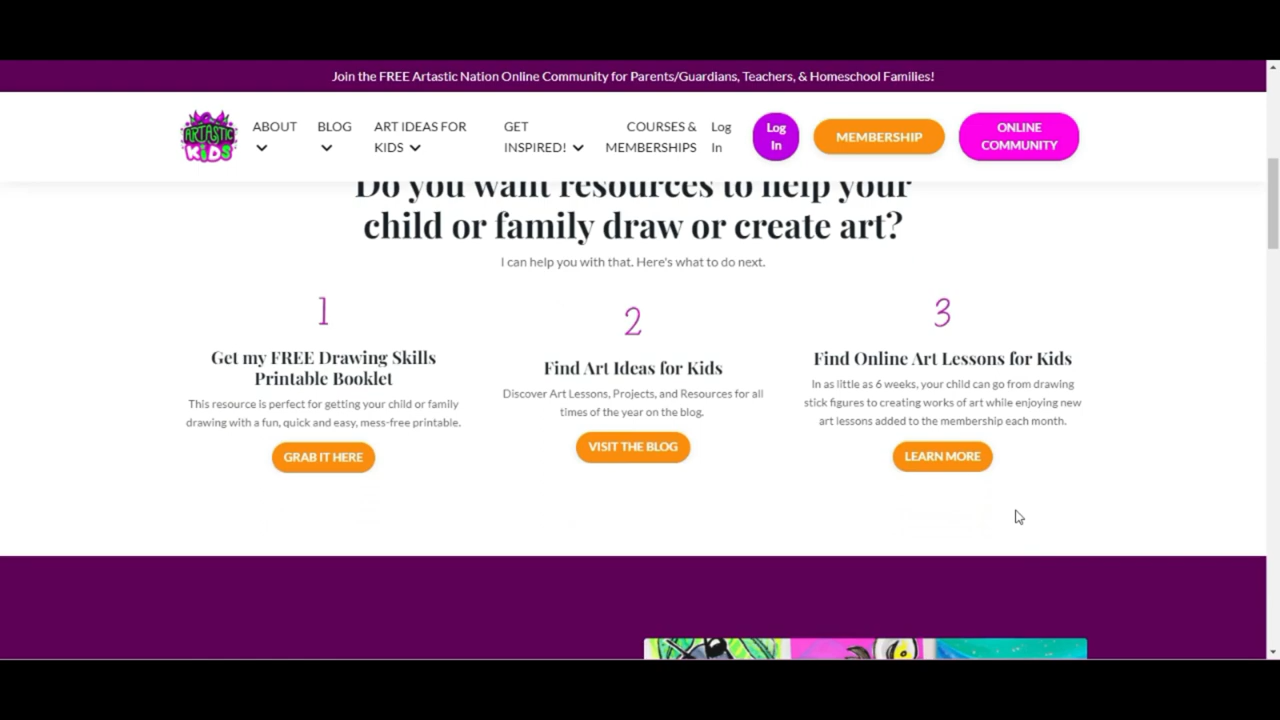 Join the FREE Artastic Nation Online Community for Parents/Guardians, Teachers, & Homeschool Families!
ARTASTIC
KIDS
ABOUT
BLOG
ART IDEAS FOR
KIDS
GET
INSPIRED!
COURSES &
MEMBERSHIPS
Log
In
Log
In
MEMBERSHIP
ONLINE
COMMUNITY
Do you want resources to help your
child or family draw or create art?
I can help you with that. Here's what to do next.
1
Get my FREE Drawing Skills
Printable Booklet
This resource is perfect for getting your child or family
drawing with a fun, quick and easy, mess-free printable.
GRAB IT HERE
2
Find Art Ideas for Kids
Discover Art Lessons, Projects, and Resources for all
times of the year on the blog.
VISIT THE BLOG
3
Find Online Art Lessons for Kids
In as little as 6 weeks, your child can go from drawing
stick figures to creating works of art while enjoying new
art lessons added to the membership each month.
LEARN MORE